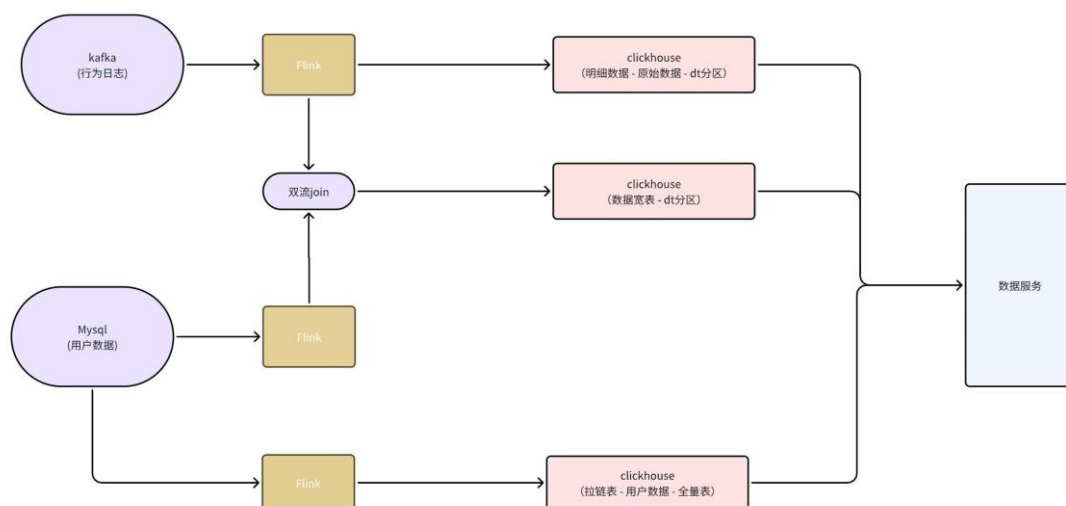 kafka
(行为日志)
Flink
clickhouse
(明细数据 - 原始数据 - dt分区)
双流join
clickhouse
(数据宽表 - dt分区)
数据服务
Mysql
(用户数据)
Flink
Flink
clickhouse
(拉链表 - 用户数据 - 全量表)